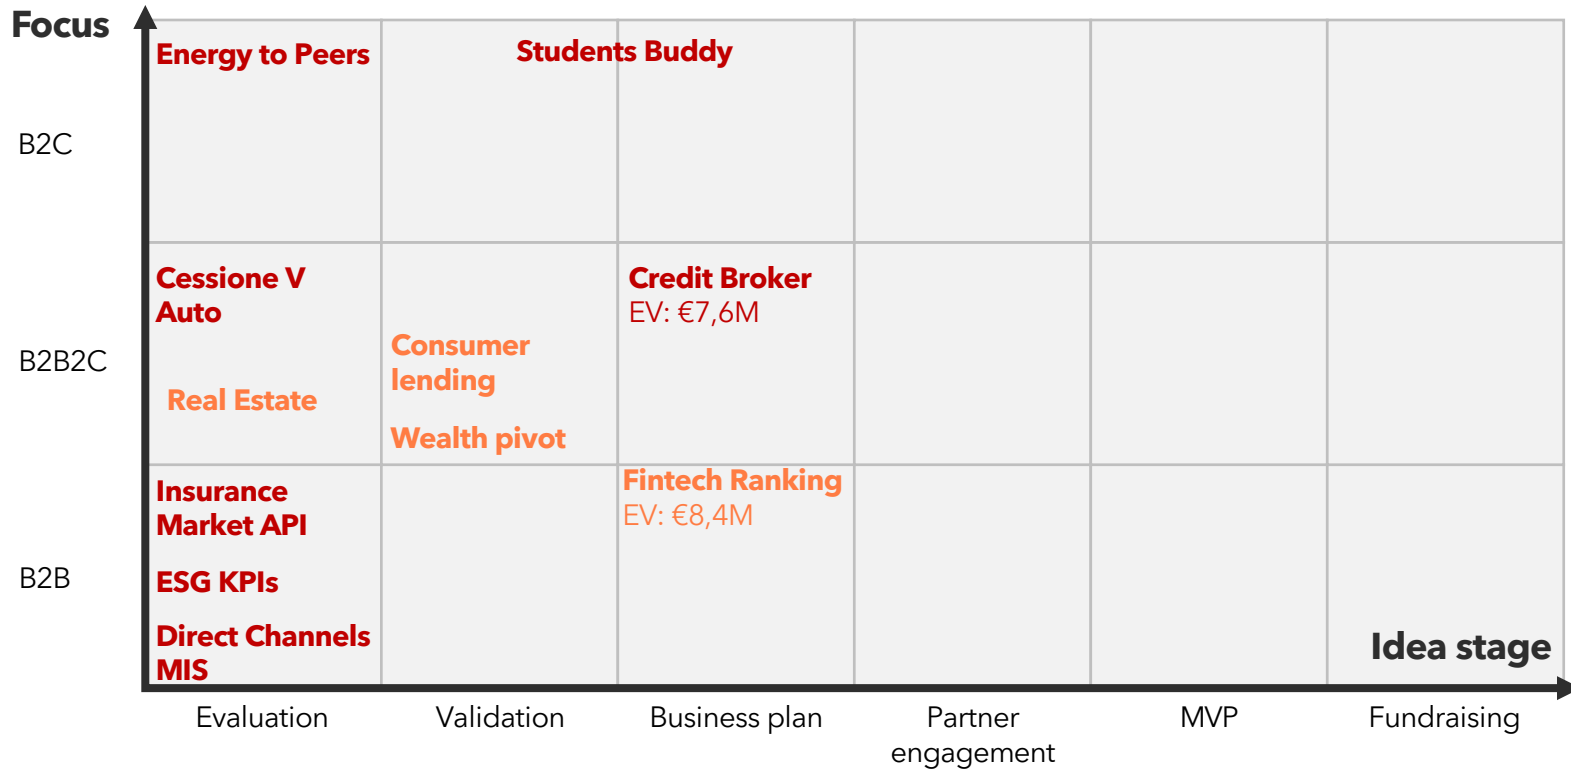 Focus
Energy to Peers
Students Buddy
B2C
Cessione V
Auto
Credit Broker
EV: €7,6M
Consumer
lending
B2B2C
Real Estate
Wealth pivot
Insurance
Market API
Fintech Ranking
EV: €8,4M
B2B
ESG KPIs
Direct Channels
MIS
Idea stage
Evaluation
Validation
Business plan
Partner
engagement
MVP
Fundraising